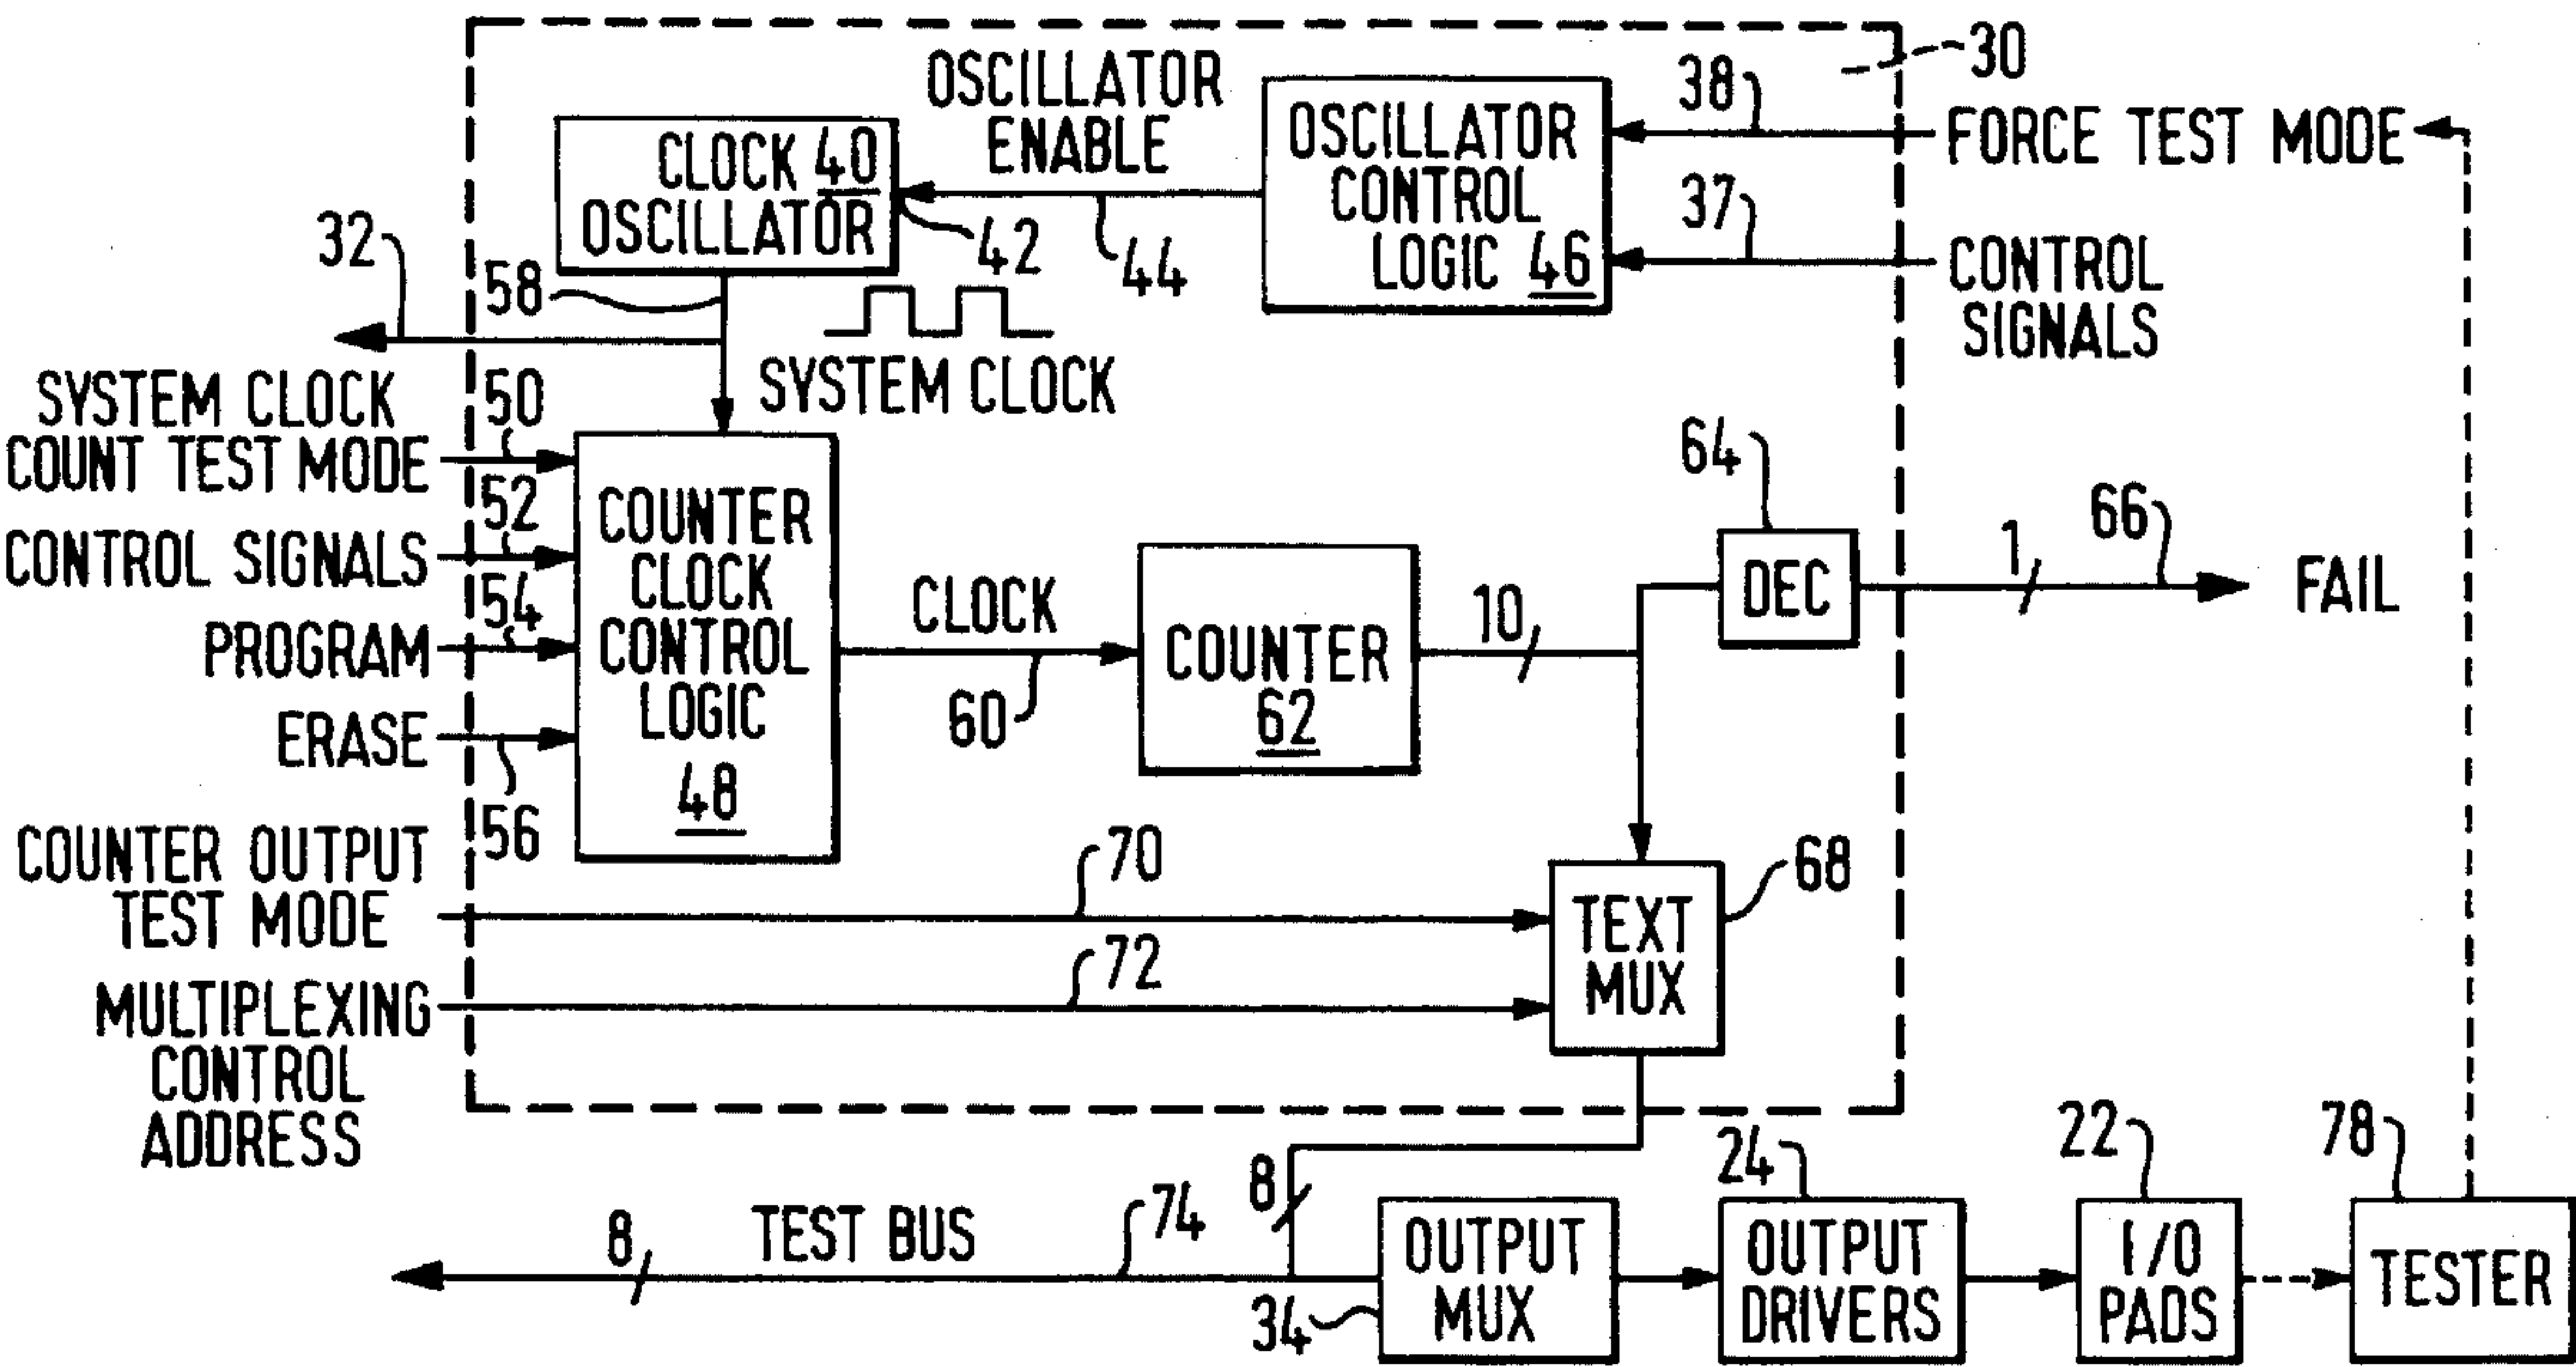 30
OSCILLATOR
ENABLE
38
FORCE TEST MODE
CLOCK 40
OSCILLATOR
OSCILLATOR
CONTROL
LOGIC 46
37
32
58
42
44
CONTROL
SIGNALS
SYSTEM CLOCK
SYSTEM CLOCK
COUNT TEST MODE
50
52
CONTROL SIGNALS
54
PROGRAM
ERASE
56
COUNTER
CLOCK
CONTROL
LOGIC
48
CLOCK
60
COUNTER
62
10
64
DEC
1
66
FAIL
COUNTER OUTPUT
TEST MODE
70
68
TEXT
MUX
72
MULTIPLEXING
CONTROL
ADDRESS
8
8
TEST BUS
74
34
OUTPUT
MUX
24
OUTPUT
DRIVERS
22
I/O
PADS
78
TESTER